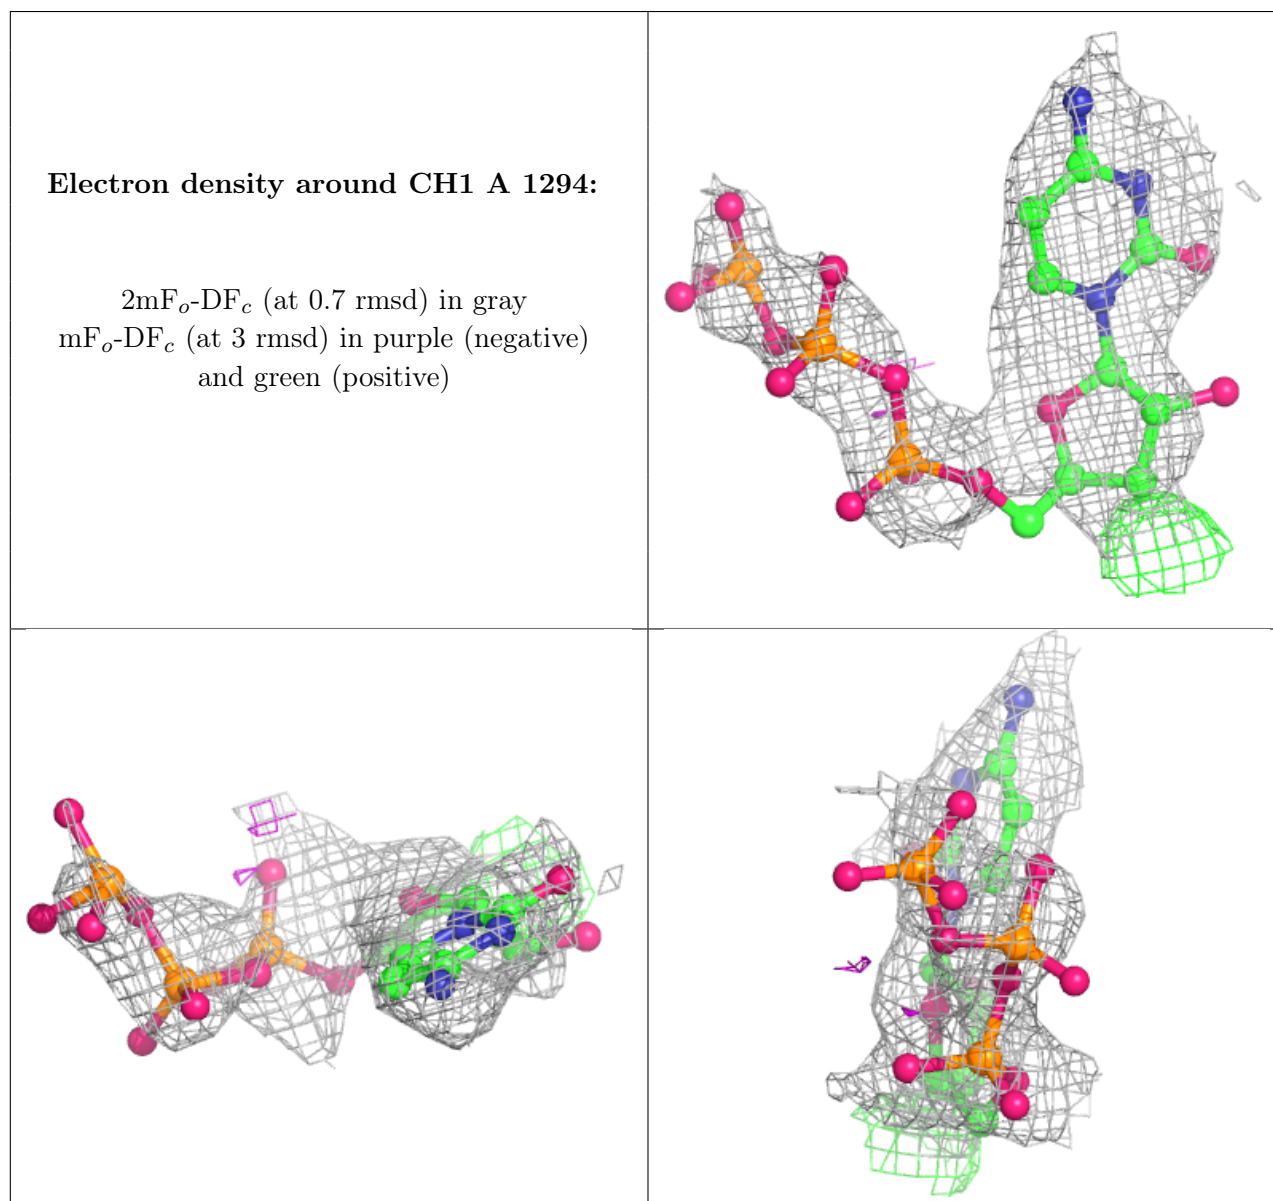 Electron density around CH1 A 1294:
2mFo-DFc (at 0.7 rmsd) in gray
mFo-DFc (at 3 rmsd) in purple (negative)
and green (positive)